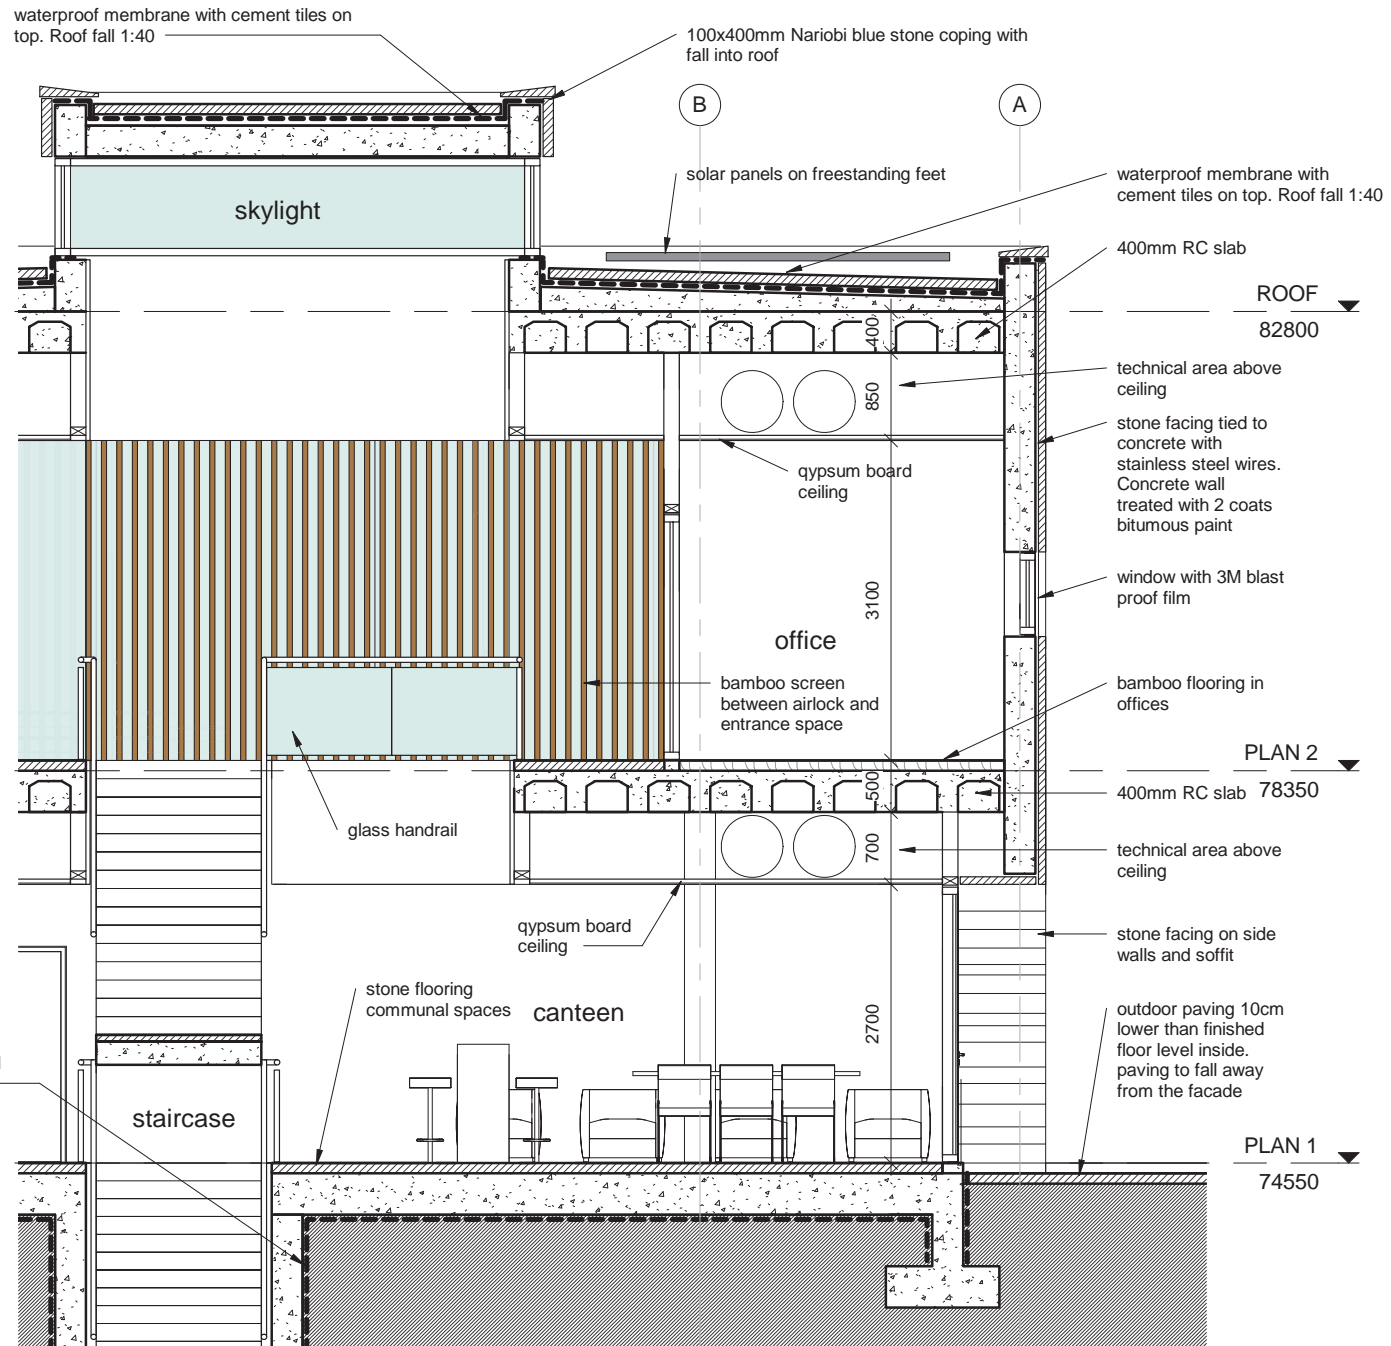 waterproof membrane with cement tiles on
top. Roof fall 1:40
100x400mm Nariobi blue stone coping with
fall into roof
B
A
solar panels on freestanding feet
waterproof membrane with
cement tiles on top. Roof fall 1:40
skylight
400mm RC slab
ROOF
82800
400
technical area above
ceiling
850
stone facing tied to
concrete with
stainless steel wires.
Concrete wall
treated with 2 coats
bitumous paint
qypsum board
ceiling
window with 3M blast
proof film
3100
office
bamboo screen
between airlock and
entrance space
bamboo flooring in
offices
PLAN 2
78350
500
400mm RC slab
glass handrail
700
technical area above
ceiling
qypsum board
ceiling
stone facing on side
walls and soffit
stone flooring
communal spaces
canteen
2700
outdoor paving 10cm
lower than finished
floor level inside.
paving to fall away
from the facade
staircase
PLAN 1
74550